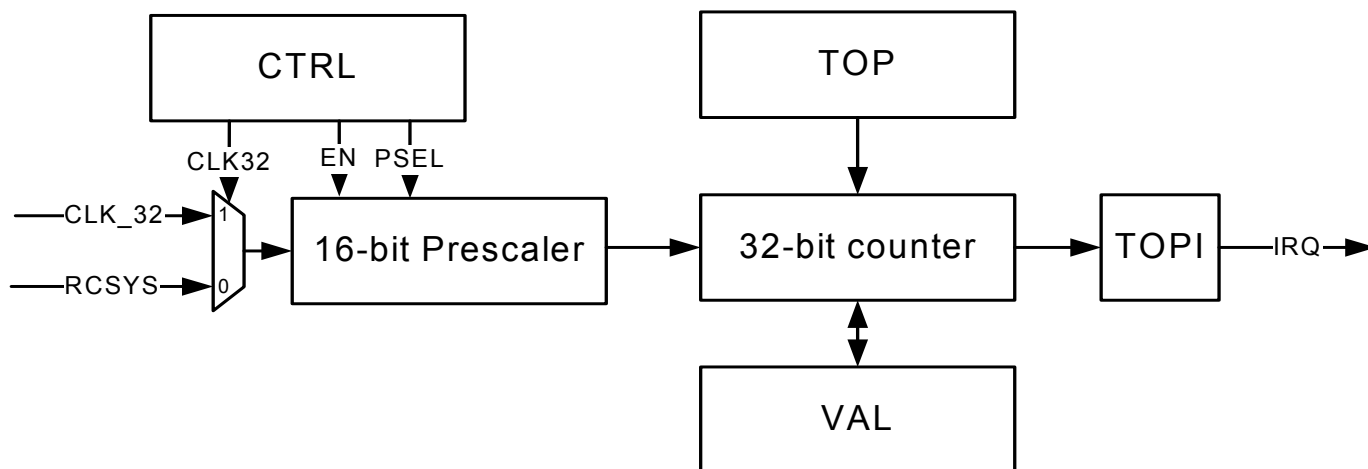 CTRL
TOP
CLK32
EN
PSEL
CLK_32
1
16-bit Prescaler
32-bit counter
TOPI
IRQ
RCSYS
0
VAL